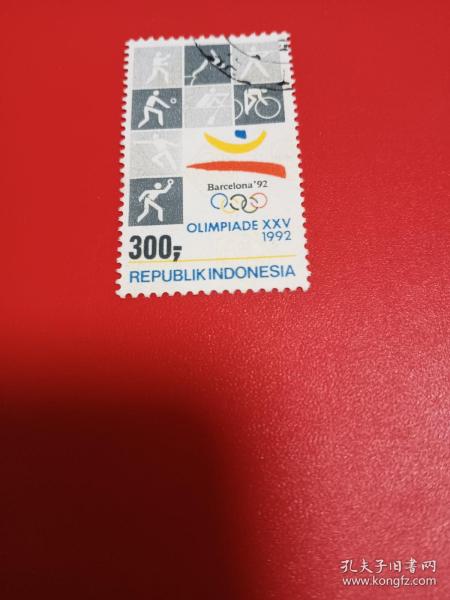 Barcelona'92
OLIMPIADE XXV
1992
300,-
REPUBLIK INDONESIA
孔夫子旧书网
www.kongfz.com